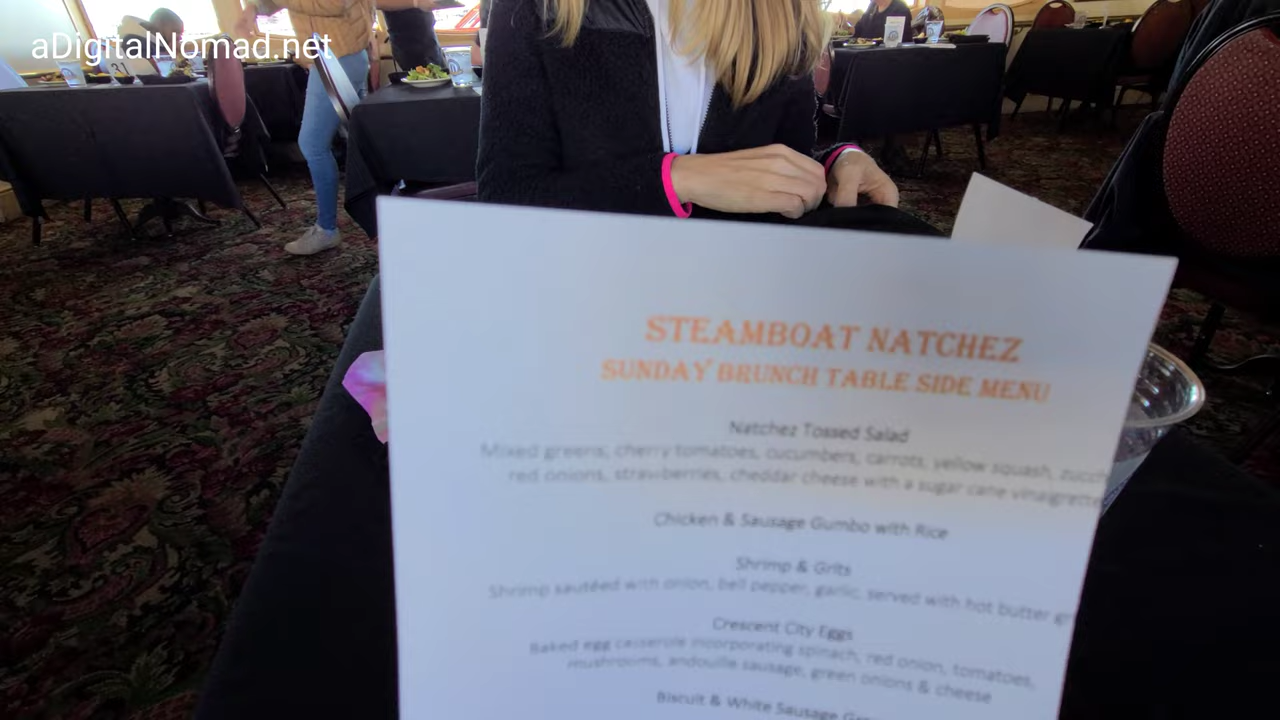 aDigitalNomad.net
31
STEAMBOAT NATCHEZ
SUNDAY BRUNCH TABLE SIDE MENU
Natchez Tossed Salad
Mixed greens, cherry tomatoes, cucumbers, carrots, yellow squash, zucch
red onions, strawberries, cheddar cheese with a sugar cane vinaigrette
Chicken & Sausage Gumbo with Rice
Shrimp & Grits
Shrimp sautéed with onion, bell pepper, garlic, served with hot butter gr
Crescent City Eggs
Baked egg casserole incorporating spinach, red onion, tomatoes,
mushrooms, andouille sausage, green onions & cheese
Biscuit & White Sausage